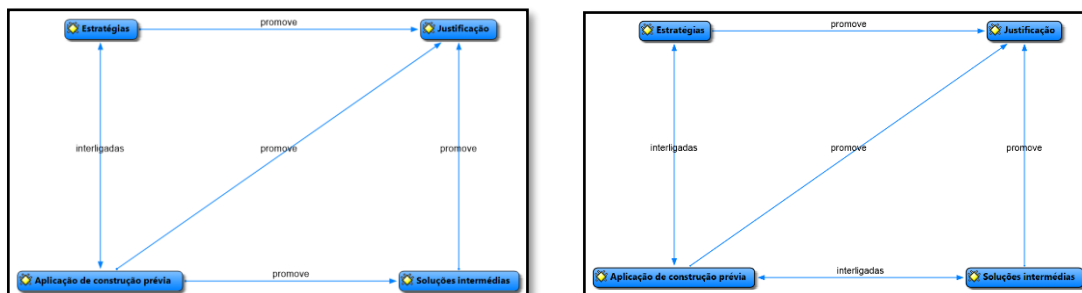 promove
Estratégias
Justificação
interligadas
promove
promove
Aplicação de construção prévia
promove
Soluções intermédias
promove
Estratégias
Justificação
interligadas
promove
promove
Aplicação de construção prévia
interligadas
Soluções intermédias